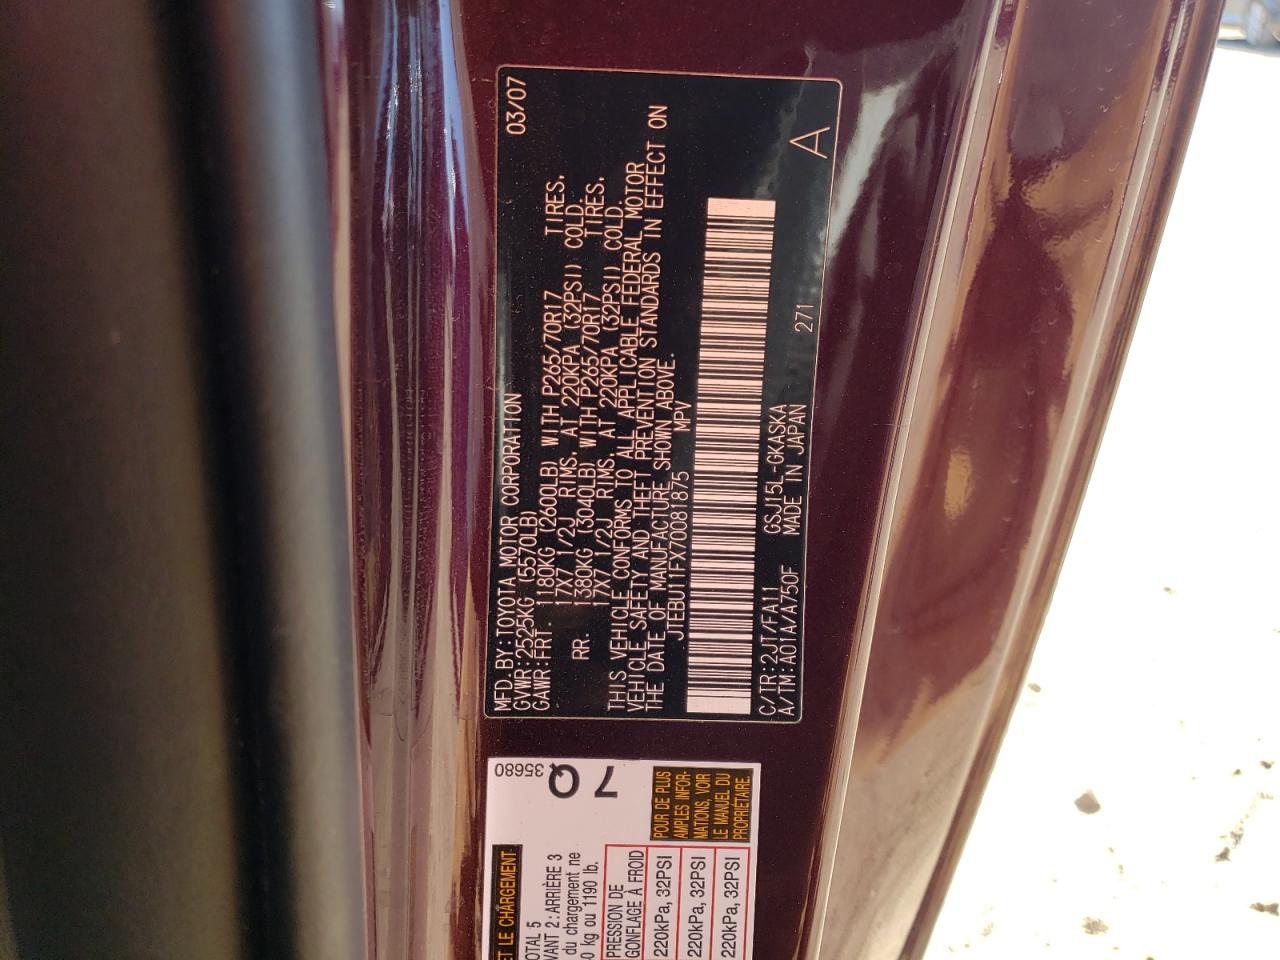 MFD.BY:TOYOTA MOTOR CORPORATION 03/07
GVWR:2525KG (5570LB)
GAWR:FRT. 1180KG (2600LB) WITH P265/70R17 TIRES,
17X7 1/2J RIMS, AT 220KPA (32PSI) COLD.
RR. 1380KG (3040LB) WITH P265/70R17 TIRES,
17X7 1/2J RIMS, AT 220KPA (32PSI) COLD.
THIS VEHICLE CONFORMS TO ALL APPLICABLE FEDERAL MOTOR
VEHICLE SAFETY AND THEFT PREVENTION STANDARDS IN EFFECT ON
THE DATE OF MANUFACTURE SHOWN ABOVE.
JTEBU11FX70081875 MPV
C/TR:2JT/FA11 GSJ15L-GKASKA
A/TM:A01A/A750F MADE IN JAPAN 271
A
ET LE CHARGEMENT
OTAL 5
VANT 2: ARRIÈRE 3
du chargement ne
0 kg ou 1190 lb.
PRESSION DE
GONFLAGE À FROID
220kPa, 32PSI
220kPa, 32PSI
220kPa, 32PSI
35680
7Q
POUR DE PLUS
AMPLES INFOR-
MATIONS, VOIR
LE MANUEL DU
PROPRIÉTAIRE.